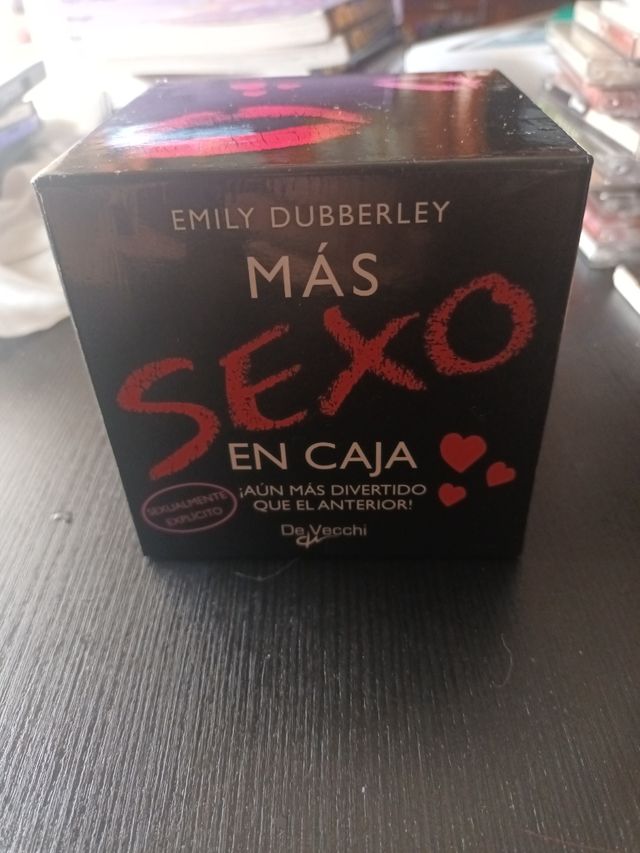 EMILY DUBBERLEY
MÁS
SEXO
EN CAJA
¡AÚN MÁS DIVERTIDO
QUE EL ANTERIOR!
SEXUALMENTE
EXPLÍCITO
De Vecchi